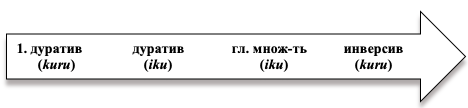 1. дуратив дуратив гл. множ-ть инверсив
(kuru) (iku) (iku) (kuru)